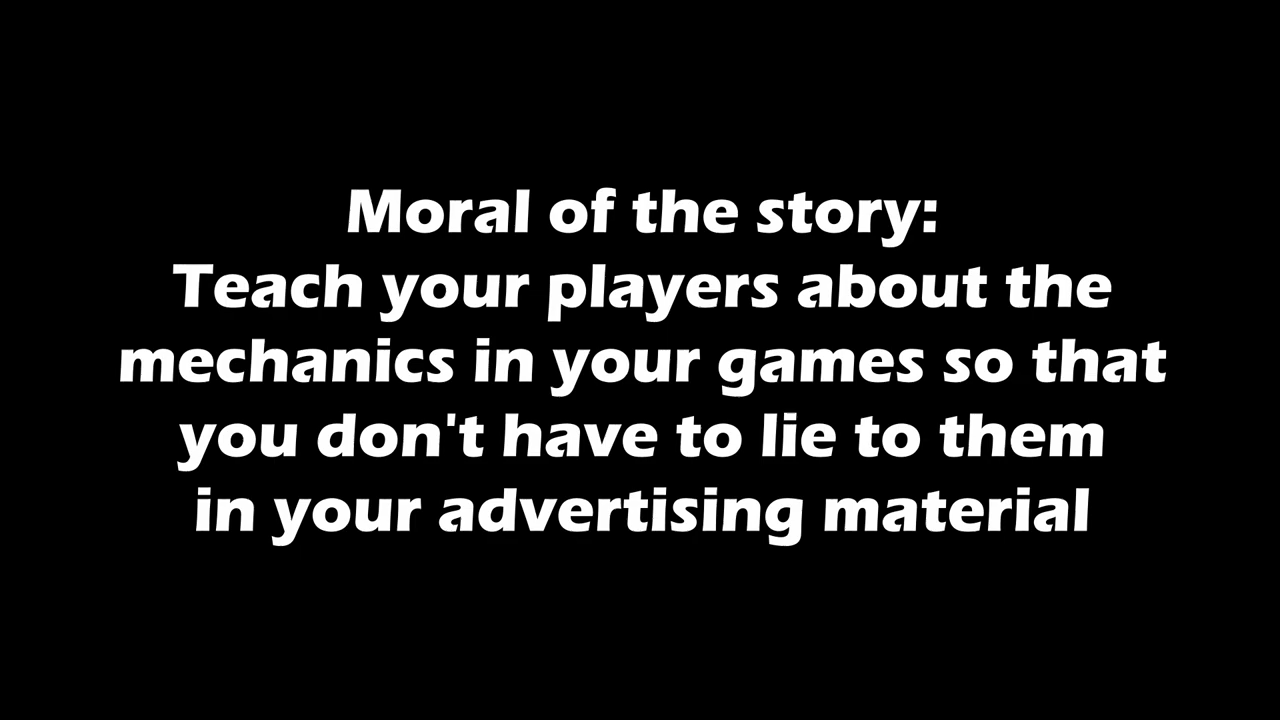 Moral of the story:
Teach your players about the
mechanics in your games so that
you don't have to lie to them
in your advertising material